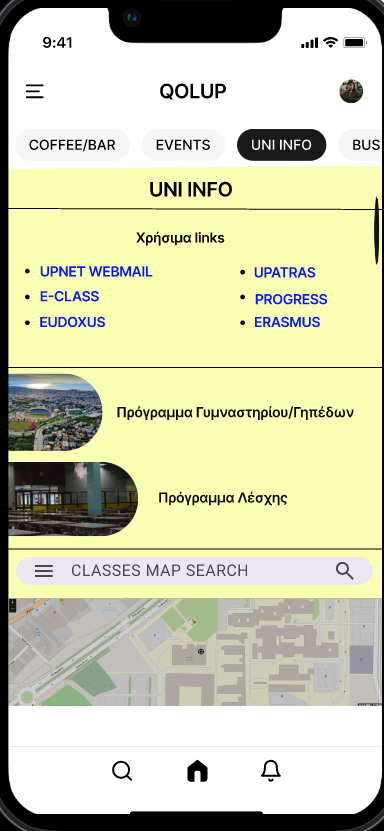 9:41
QOLUP
COFFEE/BAR EVENTS UNI INFO BUS
UNI INFO
Χρήσιμα links
• UPNET WEBMAIL • UPATRAS
• E-CLASS • PROGRESS
• EUDOXUS • ERASMUS
Πρόγραμμα Γυμναστηρίου/Γηπέδων
Πρόγραμμα Λέσχης
CLASSES MAP SEARCH